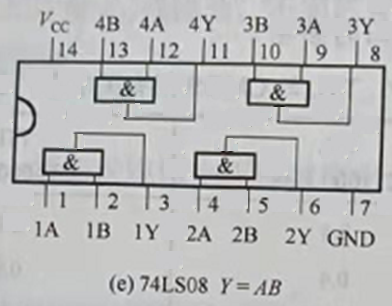 VCC 4B 4A 4Y 3B 3A 3Y
14 13 12 11 10 9 8
& &
& &
1 2 3 4 5 6 7
1A 1B 1Y 2A 2B 2Y GND
(e) 74LS08 Y=AB